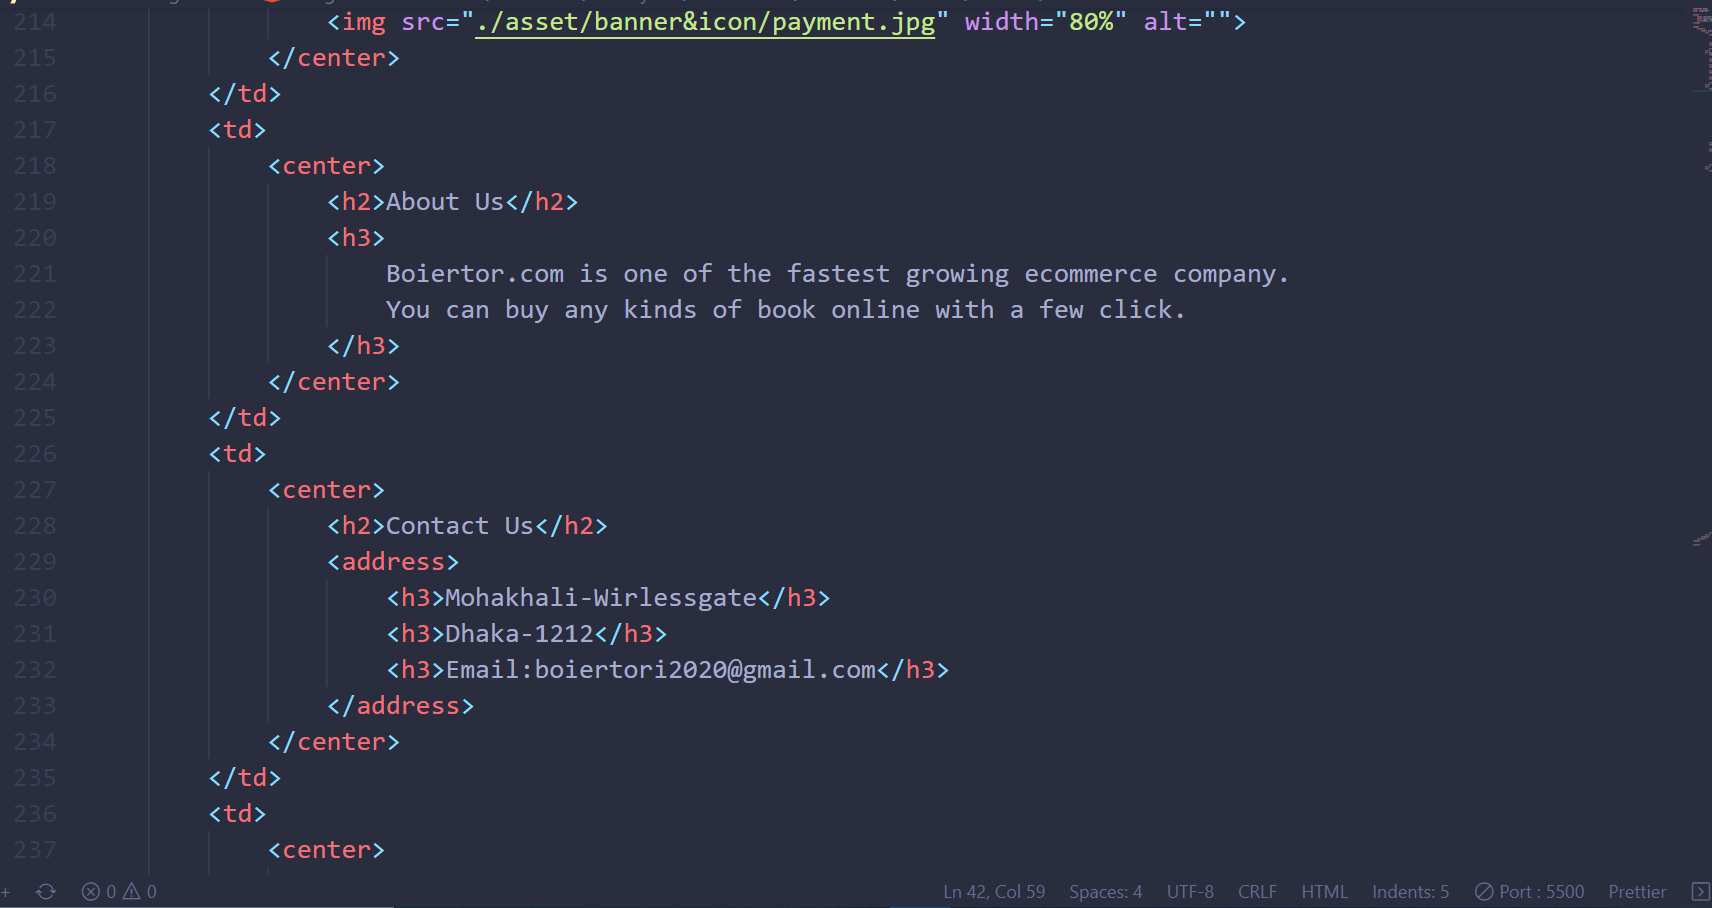 214 <img src="./asset/banner&icon/payment.jpg" width="80%" alt="">
215 </center>
216 </td>
217 <td>
218 <center>
219 <h2>About Us</h2>
220 <h3>
221 Boiertor.com is one of the fastest growing ecommerce company.
222 You can buy any kinds of book online with a few click.
223 </h3>
224 </center>
225 </td>
226 <td>
227 <center>
228 <h2>Contact Us</h2>
229 <address>
230 <h3>Mohakhali-Wirlessgate</h3>
231 <h3>Dhaka-1212</h3>
232 <h3>Email:boiertori2020@gmail.com</h3>
233 </address>
234 </center>
235 </td>
236 <td>
237 <center>
0 0 Ln 42, Col 59 Spaces: 4 UTF-8 CRLF HTML Indents: 5 Port : 5500 Prettier